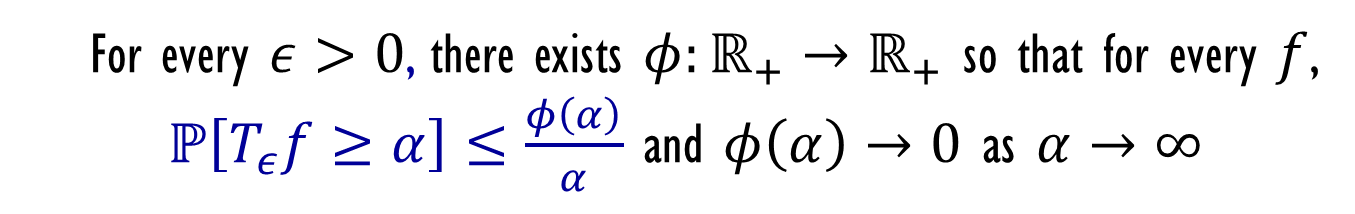 For every ϵ > 0, there exists ϕ: ℝ₊ → ℝ₊ so that for every f,
ℙ[T_ϵ f ≥ α] ≤ ϕ(α)/α and ϕ(α) → 0 as α → ∞